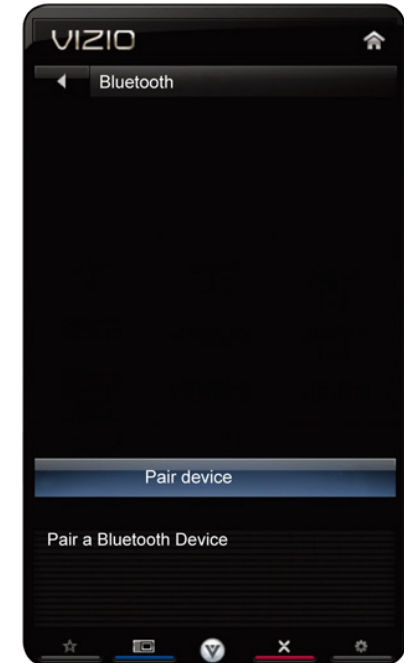 VIZIO
Bluetooth
Pair device
Pair a Bluetooth Device
V